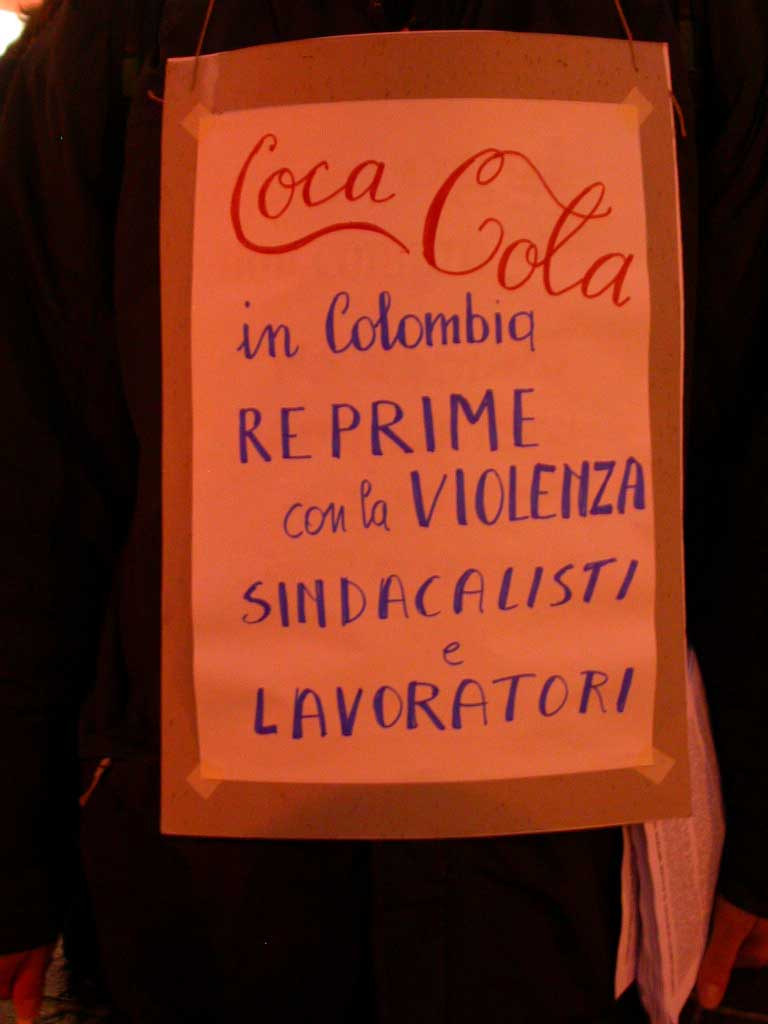 Coca Cola
in Colombia
REPRIME
con la VIOLENZA
SINDACALISTI
e
LAVORATORI